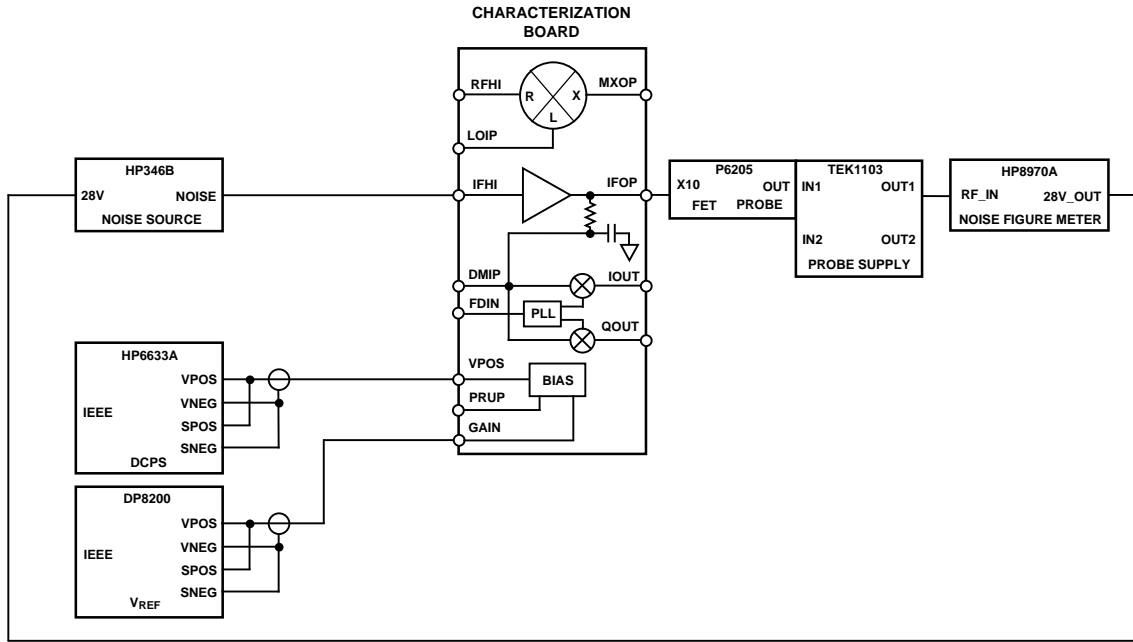 CHARACTERIZATION
BOARD
RFHI
R
X
L
MXOP
LOIP
HP346B
28V
NOISE
NOISE SOURCE
IFHI
IFOP
P6205
X10
OUT
FET
PROBE
TEK1103
IN1
OUT1
IN2
OUT2
PROBE SUPPLY
HP8970A
RF_IN
28V_OUT
NOISE FIGURE METER
DMIP
IOUT
FDIN
PLL
QOUT
HP6633A
VPOS
VNEG
IEEE
SPOS
SNEG
DCPS
VPOS
BIAS
PRUP
GAIN
DP8200
VPOS
VNEG
IEEE
SPOS
SNEG
VREF